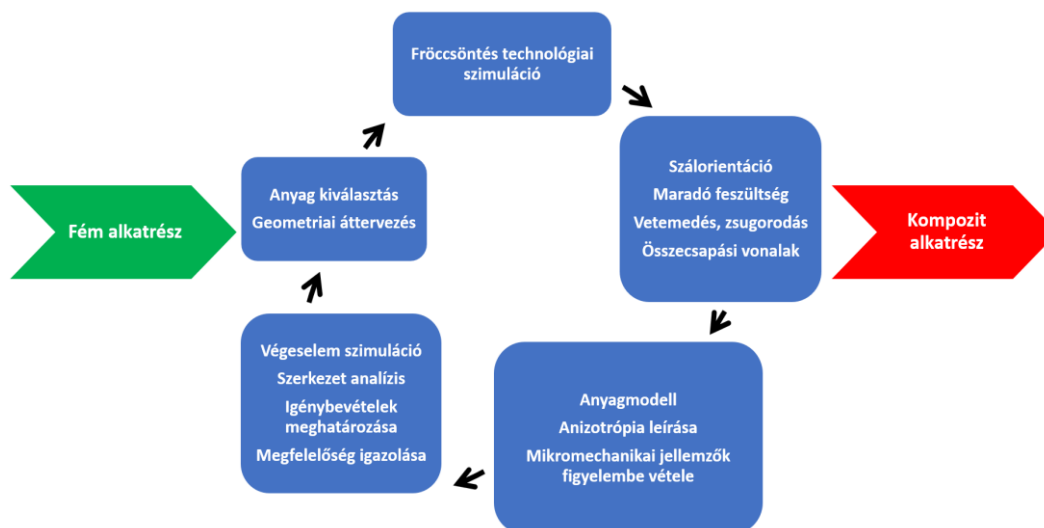 Fröccsöntés technológiai
szimuláció
Szálorientáció
Maradó feszültség
Vetemedés, zsugorodás
Összecsapási vonalak
Anyag kiválasztás
Geometriai áttervezés
Fém alkatrész
Kompozit
alkatrész
Végeselem szimuláció
Szerkezet analízis
Igénybevételek
meghatározása
Megfelelőség igazolása
Anyagmodell
Anizotrópia leírása
Mikromechanikai jellemzők
figyelembe vétele